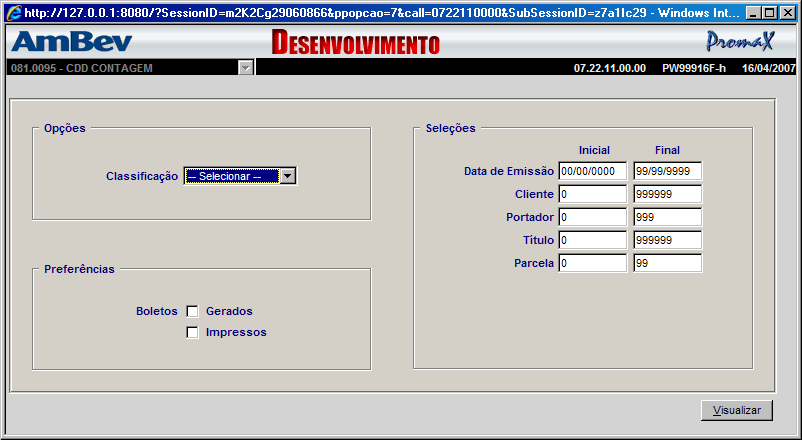 http://127.0.0.1:8080/?SessionID=m2K2Cg29060866&ppopcao=7&call=0722110000&SubSessionID=z7a1Ic29 - Windows Int...
AmBev DESENVOLVIMENTO PromaX
081.0095 - CDD CONTAGEM 07.22.11.00.00 PW99916F-h 16/04/2007
Opções
Classificação -- Selecionar --
Preferências
Boletos Gerados
Impressos
Seleções
Inicial Final
Data de Emissão 00/00/0000 99/99/9999
Cliente 0 999999
Portador 0 999
Título 0 999999
Parcela 0 99
Visualizar